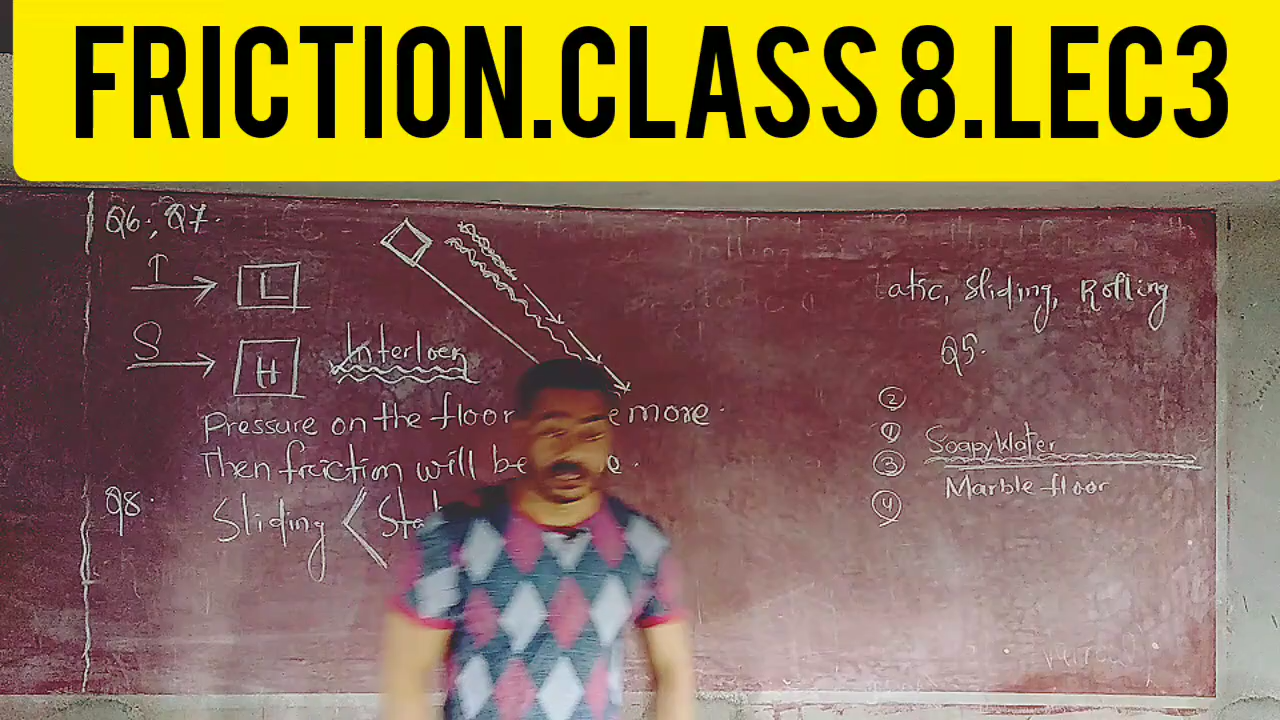 FRICTION.CLASS 8.LEC3
Q6; Q7.
L
S
H
Pressure on the floor more.
Then friction will be
Q8.
Sliding < Sta
atic, Sliding, Rolling
Q5.
②
①
Soapy Water
③
Marble floor
④